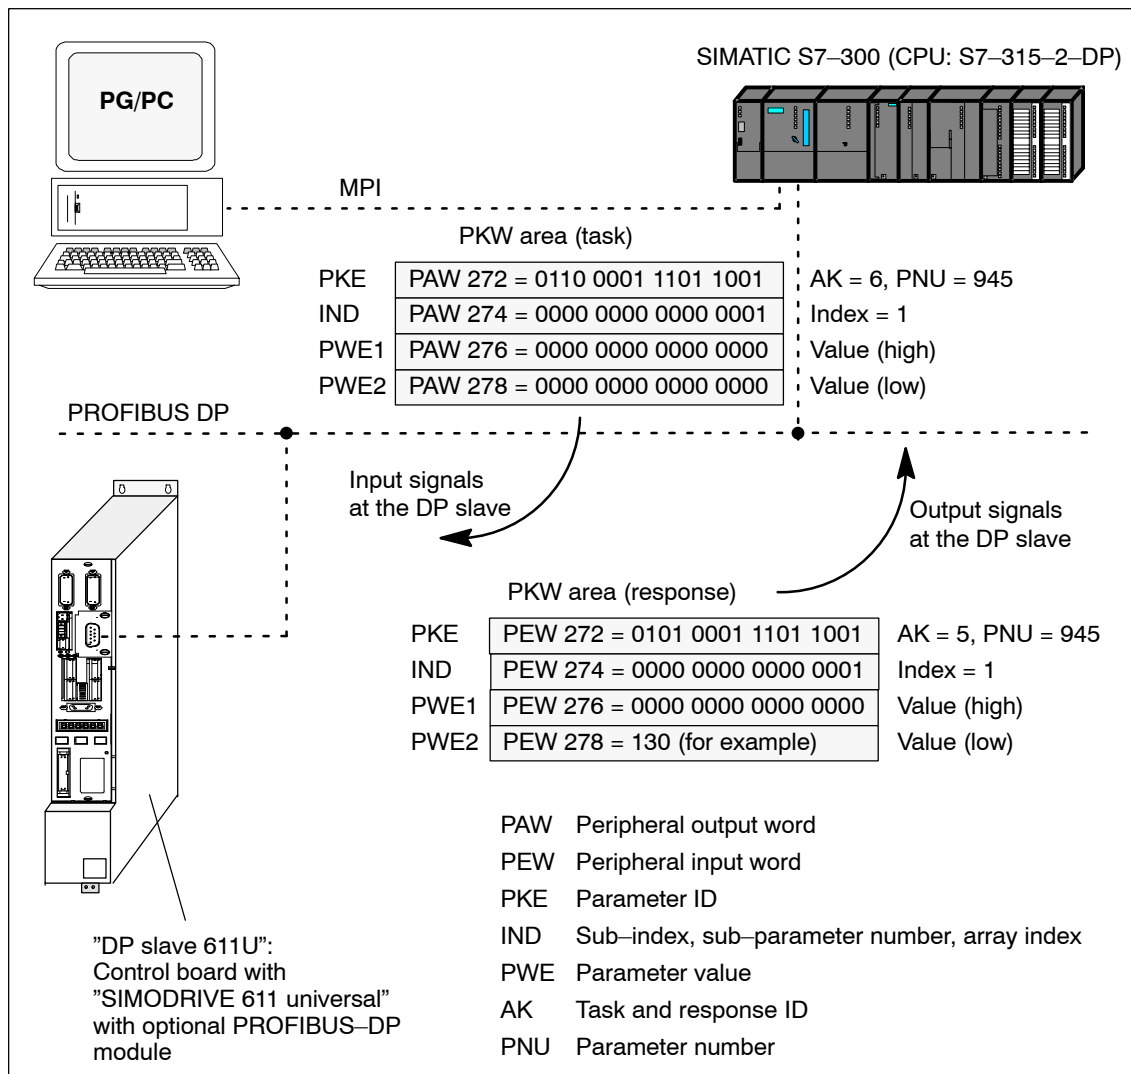 SIMATIC S7–300 (CPU: S7–315–2–DP)
PG/PC
MPI
PKW area (task)
PKE PAW 272 = 0110 0001 1101 1001 AK = 6, PNU = 945
IND PAW 274 = 0000 0000 0000 0001 Index = 1
PWE1 PAW 276 = 0000 0000 0000 0000 Value (high)
PWE2 PAW 278 = 0000 0000 0000 0000 Value (low)
PROFIBUS DP
Input signals
at the DP slave
Output signals
at the DP slave
PKW area (response)
PKE PEW 272 = 0101 0001 1101 1001 AK = 5, PNU = 945
IND PEW 274 = 0000 0000 0000 0001 Index = 1
PWE1 PEW 276 = 0000 0000 0000 0000 Value (high)
PWE2 PEW 278 = 130 (for example) Value (low)
PAW Peripheral output word
PEW Peripheral input word
PKE Parameter ID
IND Sub–index, sub–parameter number, array index
PWE Parameter value
AK Task and response ID
PNU Parameter number
”DP slave 611U”:
Control board with
”SIMODRIVE 611 universal”
with optional PROFIBUS–DP
module